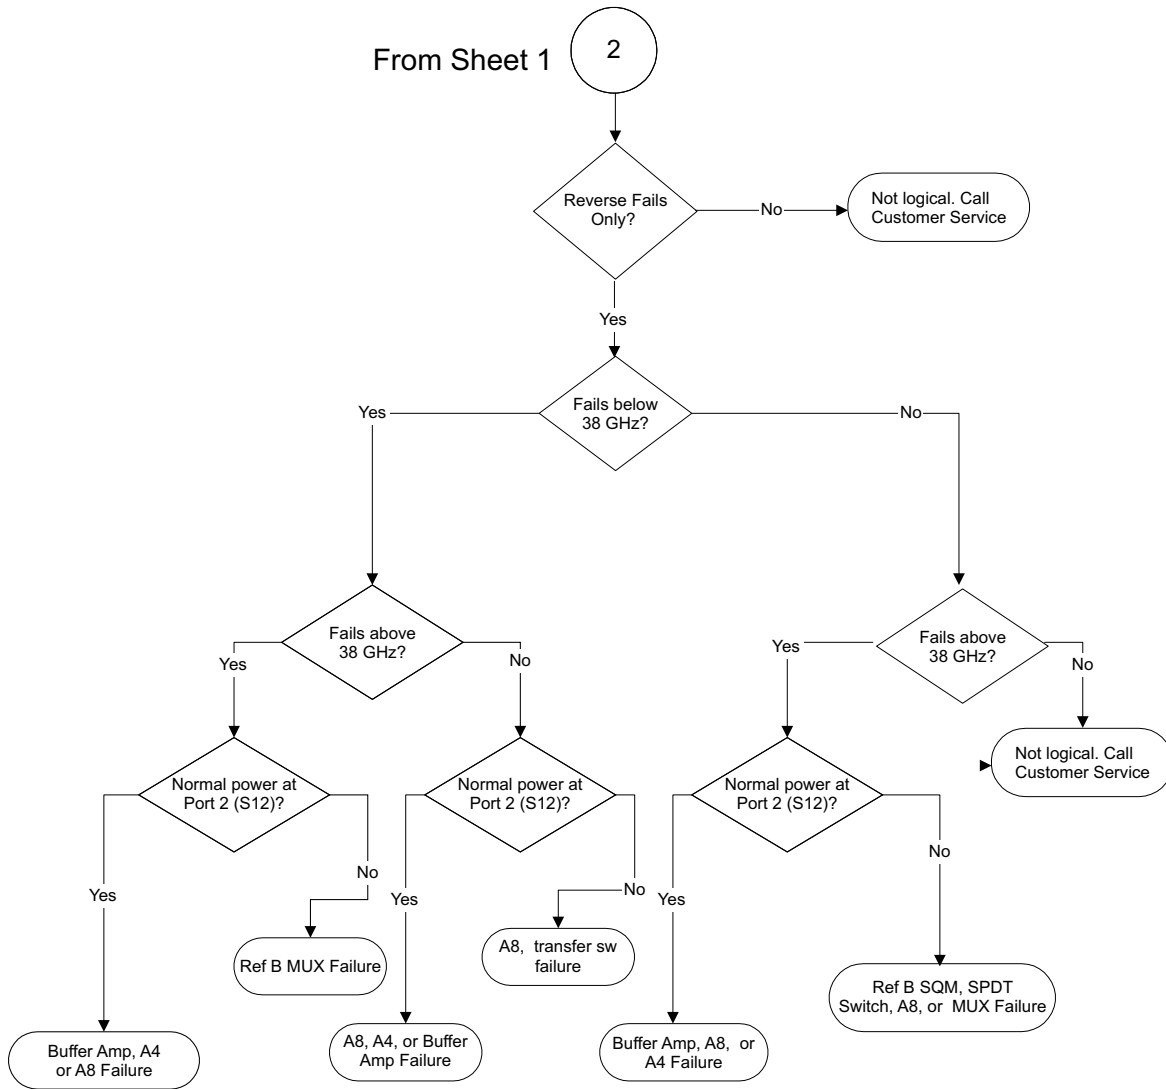 From Sheet 1
2
Reverse Fails
Only?
No
Not logical. Call
Customer Service
Yes
Fails below
38 GHz?
Yes
No
Fails above
38 GHz?
Yes
No
Fails above
38 GHz?
Yes
No
Normal power at
Port 2 (S12)?
Yes
No
Normal power at
Port 2 (S12)?
Yes
No
Normal power at
Port 2 (S12)?
Yes
No
Not logical. Call
Customer Service
Ref B MUX Failure
A8,  transfer sw
failure
Ref B SQM, SPDT
Switch, A8, or  MUX Failure
Buffer Amp, A4
or A8 Failure
A8, A4, or Buffer
Amp Failure
Buffer Amp, A8,  or
A4 Failure